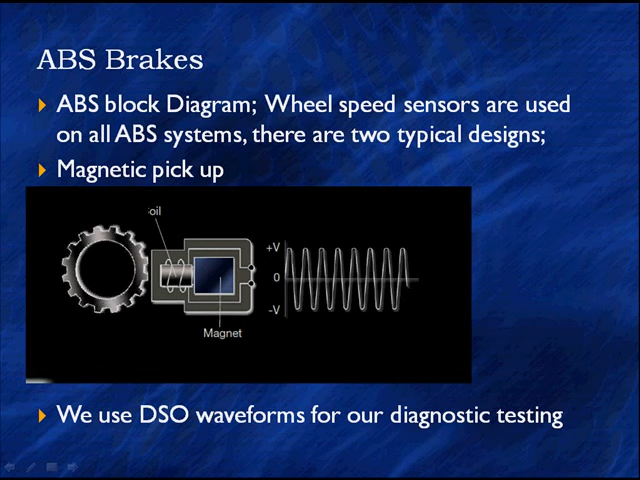 ABS Brakes
ABS block Diagram; Wheel speed sensors are used
on all ABS systems, there are two typical designs;
Magnetic pick up
oil
+V
0
-V
Magnet
We use DSO waveforms for our diagnostic testing